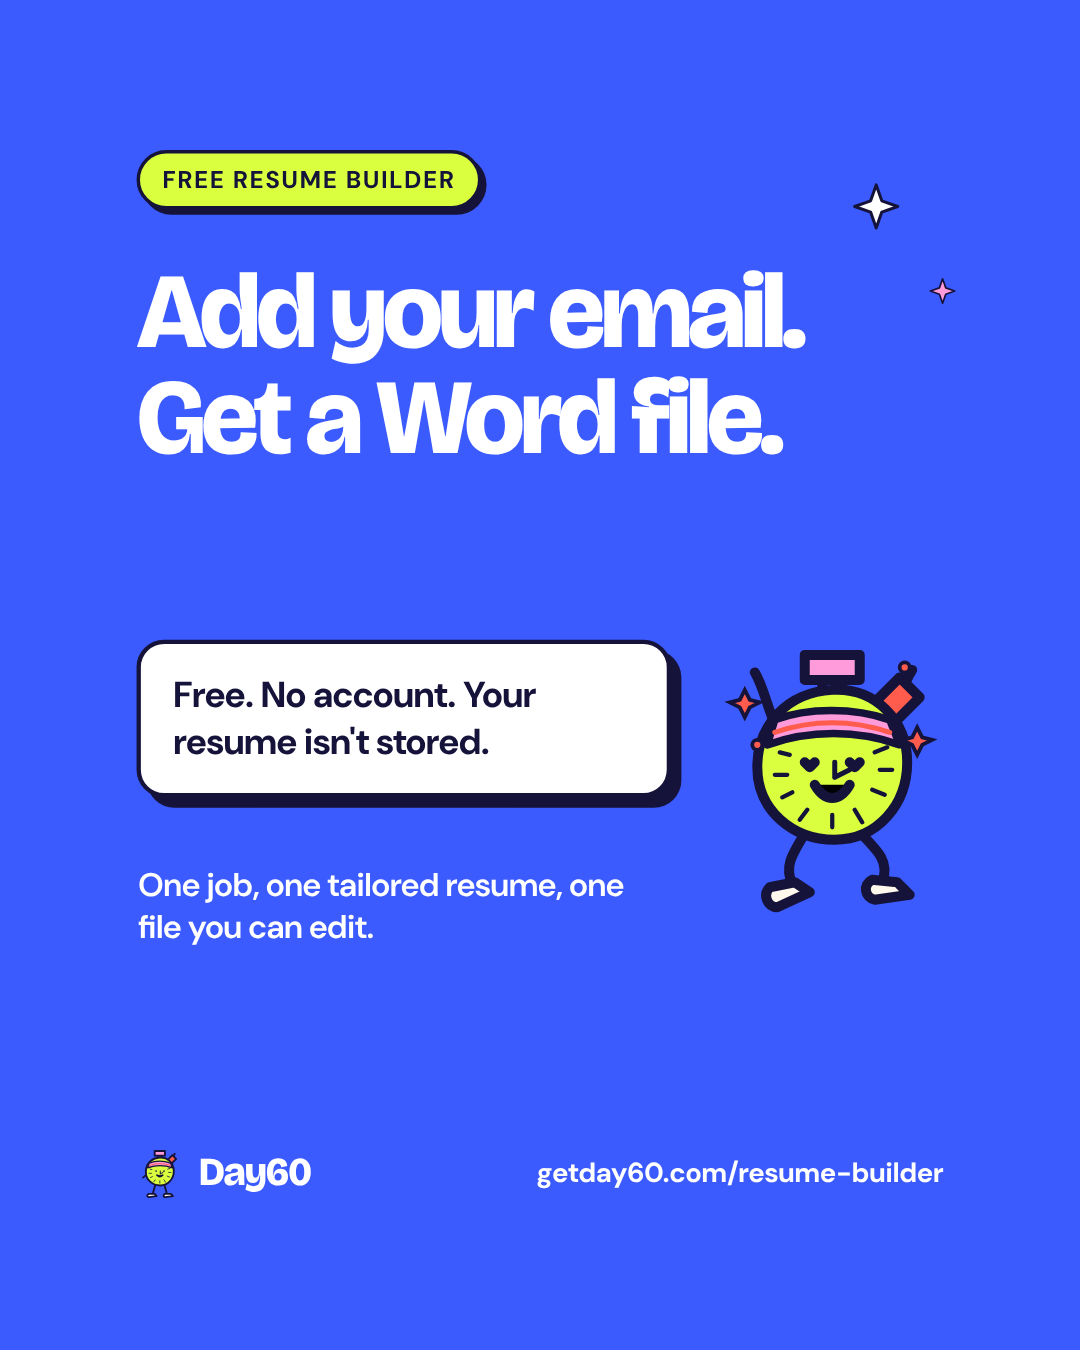 FREE RESUME BUILDER
Add your email.
Get a Word file.
Free. No account. Your
resume isn't stored.
One job, one tailored resume, one
file you can edit.
Day60
getday60.com/resume-builder